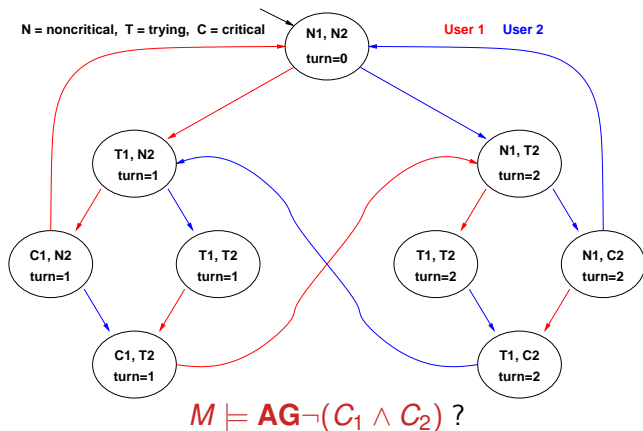 N = noncritical, T = trying, C = critical
User 1 User 2
N1, N2
turn=0
T1, N2
turn=1
N1, T2
turn=2
C1, N2
turn=1
T1, T2
turn=1
T1, T2
turn=2
N1, C2
turn=2
C1, T2
turn=1
T1, C2
turn=2
M ⊨ AG¬(C₁ ∧ C₂) ?